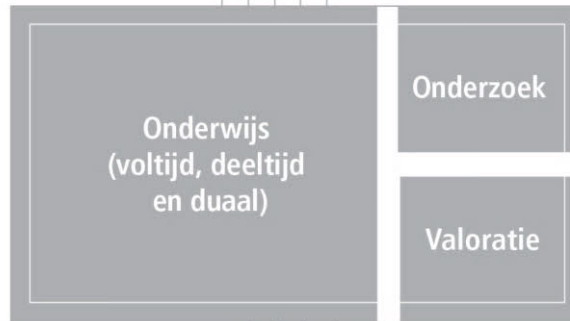 Onderwijs
(voltijd, deeltijd
en duaal)
Onderzoek
Valoratie